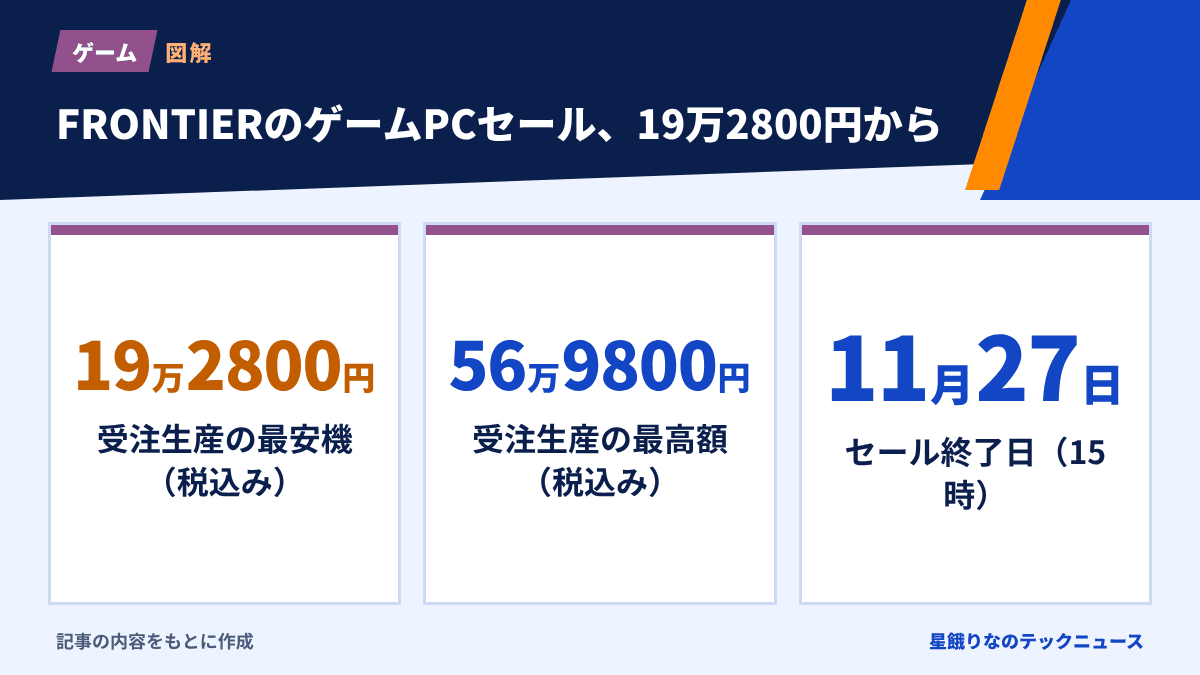 ゲーム 図解
FRONTIERのゲームPCセール、19万2800円から
19万2800円
受注生産の最安機
（税込み）
56万9800円
受注生産の最高額
（税込み）
11月27日
セール終了日（15
時）
記事の内容をもとに作成
星餓りなのテックニュース